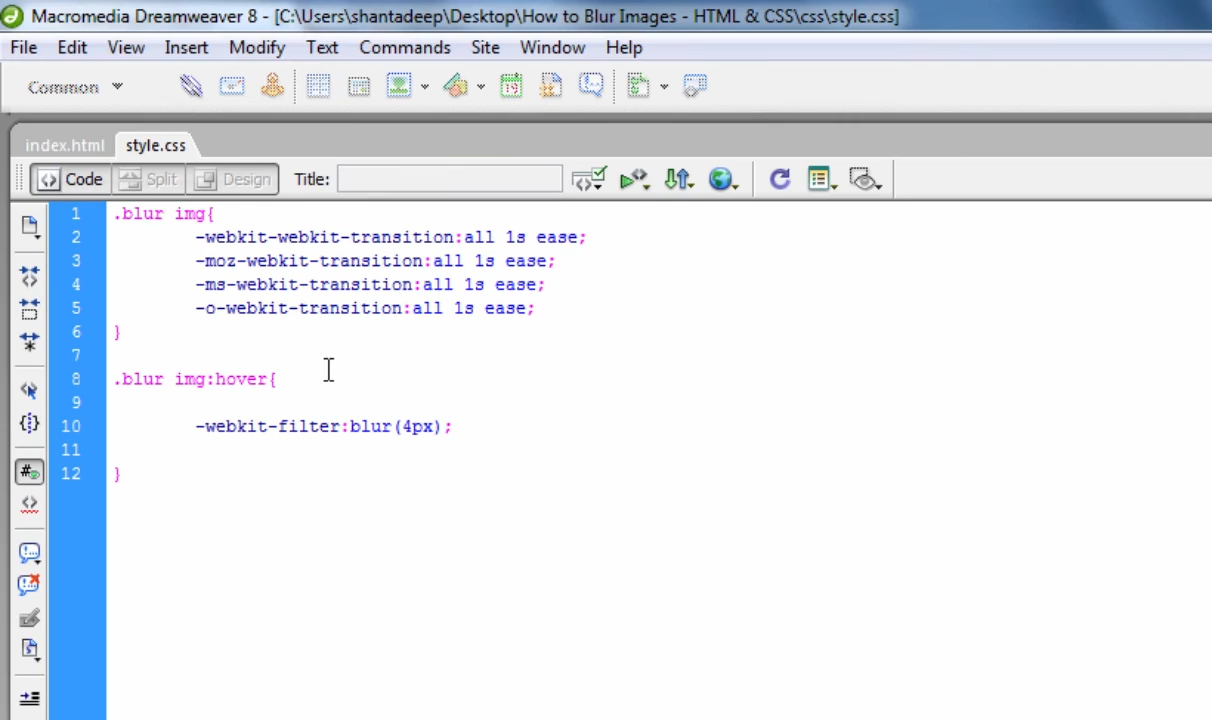 Macromedia Dreamweaver 8 - [C:\Users\shantadeep\Desktop\How to Blur Images - HTML & CSS\css\style.css]
File Edit View Insert Modify Text Commands Site Window Help
Common
index.html style.css
Code Split Design Title:
1 .blur img{
2 -webkit-webkit-transition:all 1s ease;
3 -moz-webkit-transition:all 1s ease;
4 -ms-webkit-transition:all 1s ease;
5 -o-webkit-transition:all 1s ease;
6 }
7
8 .blur img:hover{
9
10 -webkit-filter:blur(4px);
11
12 }